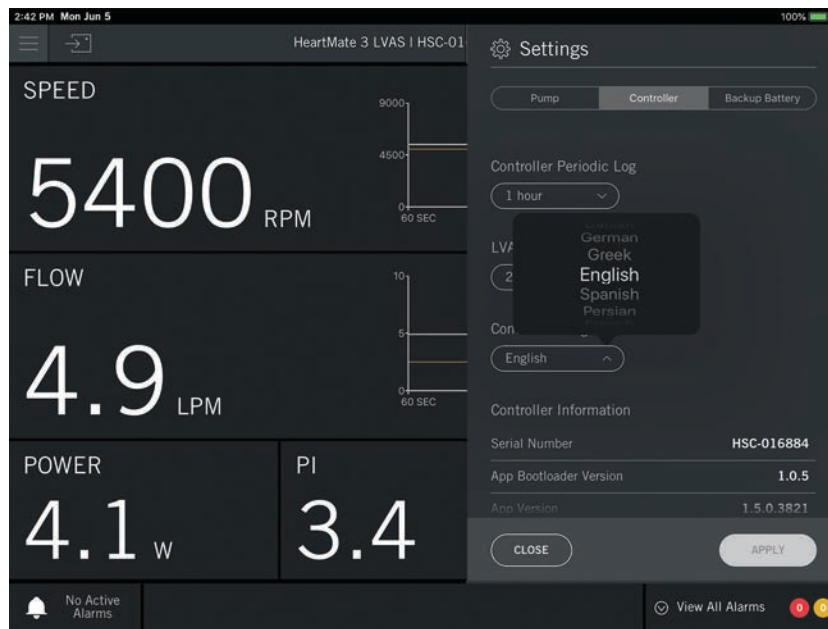 2:42 PM Mon Jun 5
100%
HeartMate 3 LVAS | HSC-01
SPEED
9000
4500
0
60 SEC
5400 RPM
FLOW
10
5
0
60 SEC
4.9 LPM
POWER
4.1 W
PI
3.4
No Active
Alarms
Settings
Pump Controller Backup Battery
Controller Periodic Log
1 hour
LVA
2
German
Greek
English
Spanish
Persian
Con
English
Controller Information
Serial Number HSC-016884
App Bootloader Version 1.0.5
App Version 1.5.0.3821
CLOSE APPLY
View All Alarms 0 0